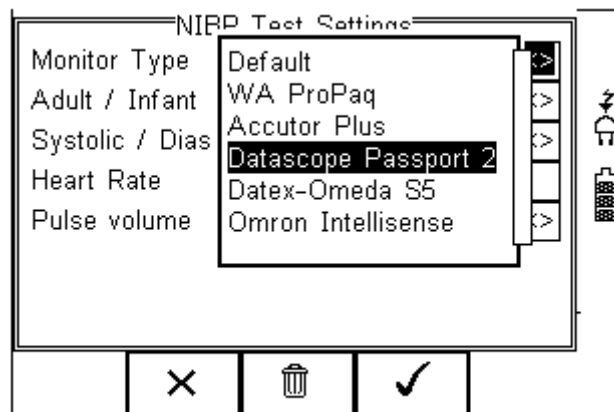 NIBP Test Settings
Monitor Type
Adult / Infant
Systolic / Dias
Heart Rate
Pulse volume
Default
WA ProPaq
Accutor Plus
Datascope Passport 2
Datex-Omeda S5
Omron Intellisense